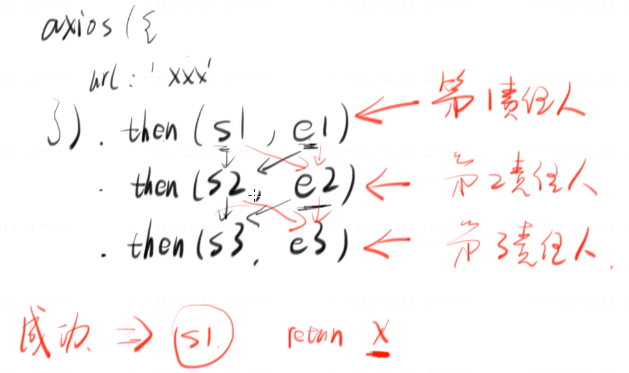 axios({
url: 'xxx'
}).then(s1, e1) ← 第1责任人
.then(s2, e2) ← 第2责任人
.then(s3, e3) ← 第3责任人.
成功 => s1 return x